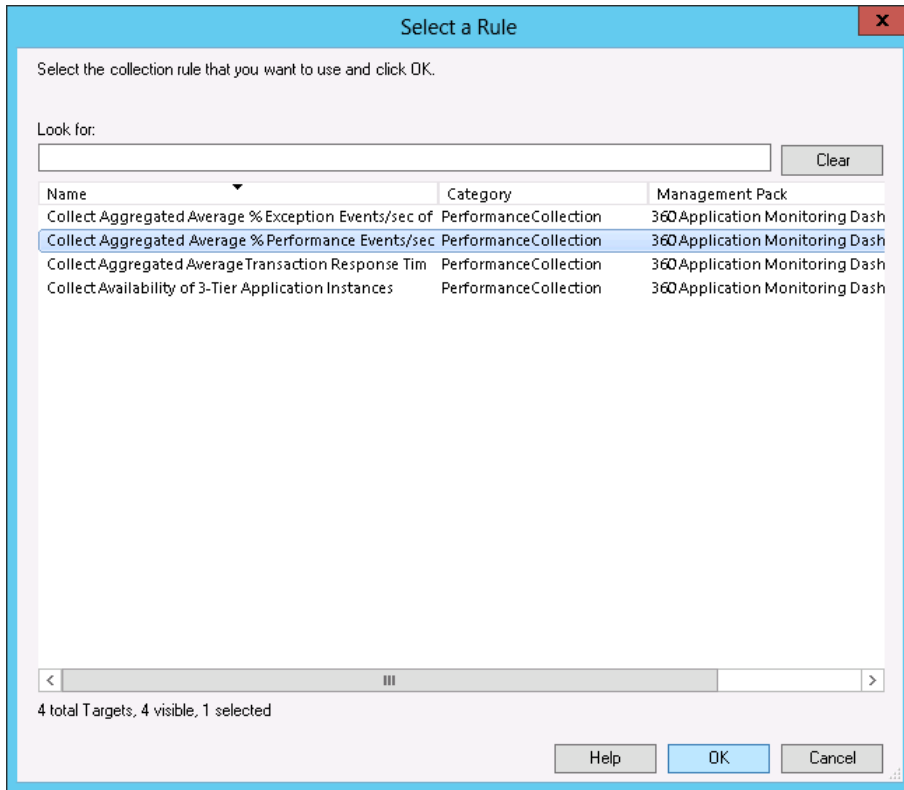 Select a Rule
x
Select the collection rule that you want to use and click OK.
Look for:
Clear
Name Category Management Pack
Collect Aggregated Average % Exception Events/sec of PerformanceCollection 360 Application Monitoring Dash
Collect Aggregated Average % Performance Events/sec PerformanceCollection 360 Application Monitoring Dash
Collect Aggregated Average Transaction Response Tim PerformanceCollection 360 Application Monitoring Dash
Collect Availability of 3-Tier Application Instances PerformanceCollection 360 Application Monitoring Dash
4 total Targets, 4 visible, 1 selected
Help OK Cancel